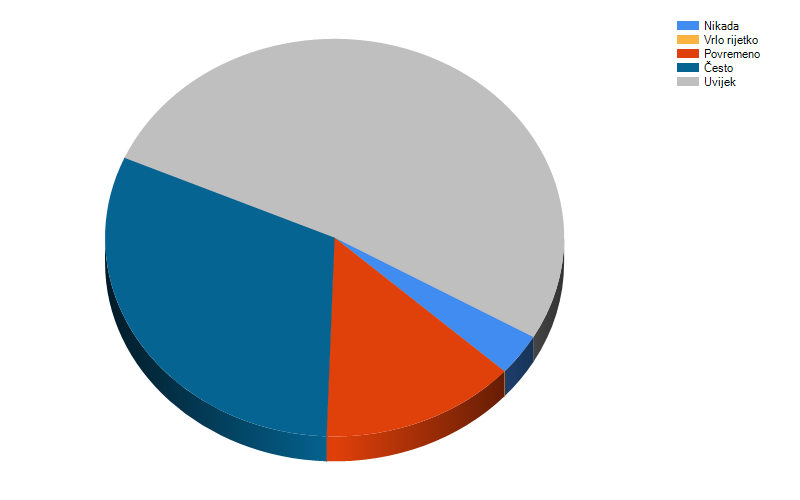 Nikada
Vrlo rijetko
Povremeno
Često
Uvijek